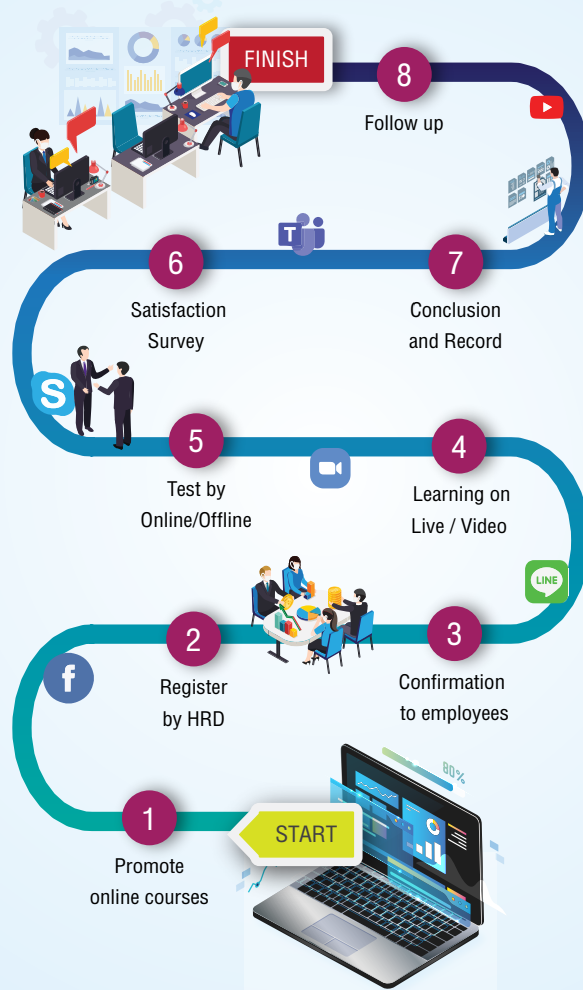 FINISH
8
Follow up
6
Satisfaction
Survey
7
Conclusion
and Record
5
Test by
Online/Offline
4
Learning on
Live / Video
LINE
2
Register
by HRD
3
Confirmation
to employees
80%
1
Promote
online courses
START